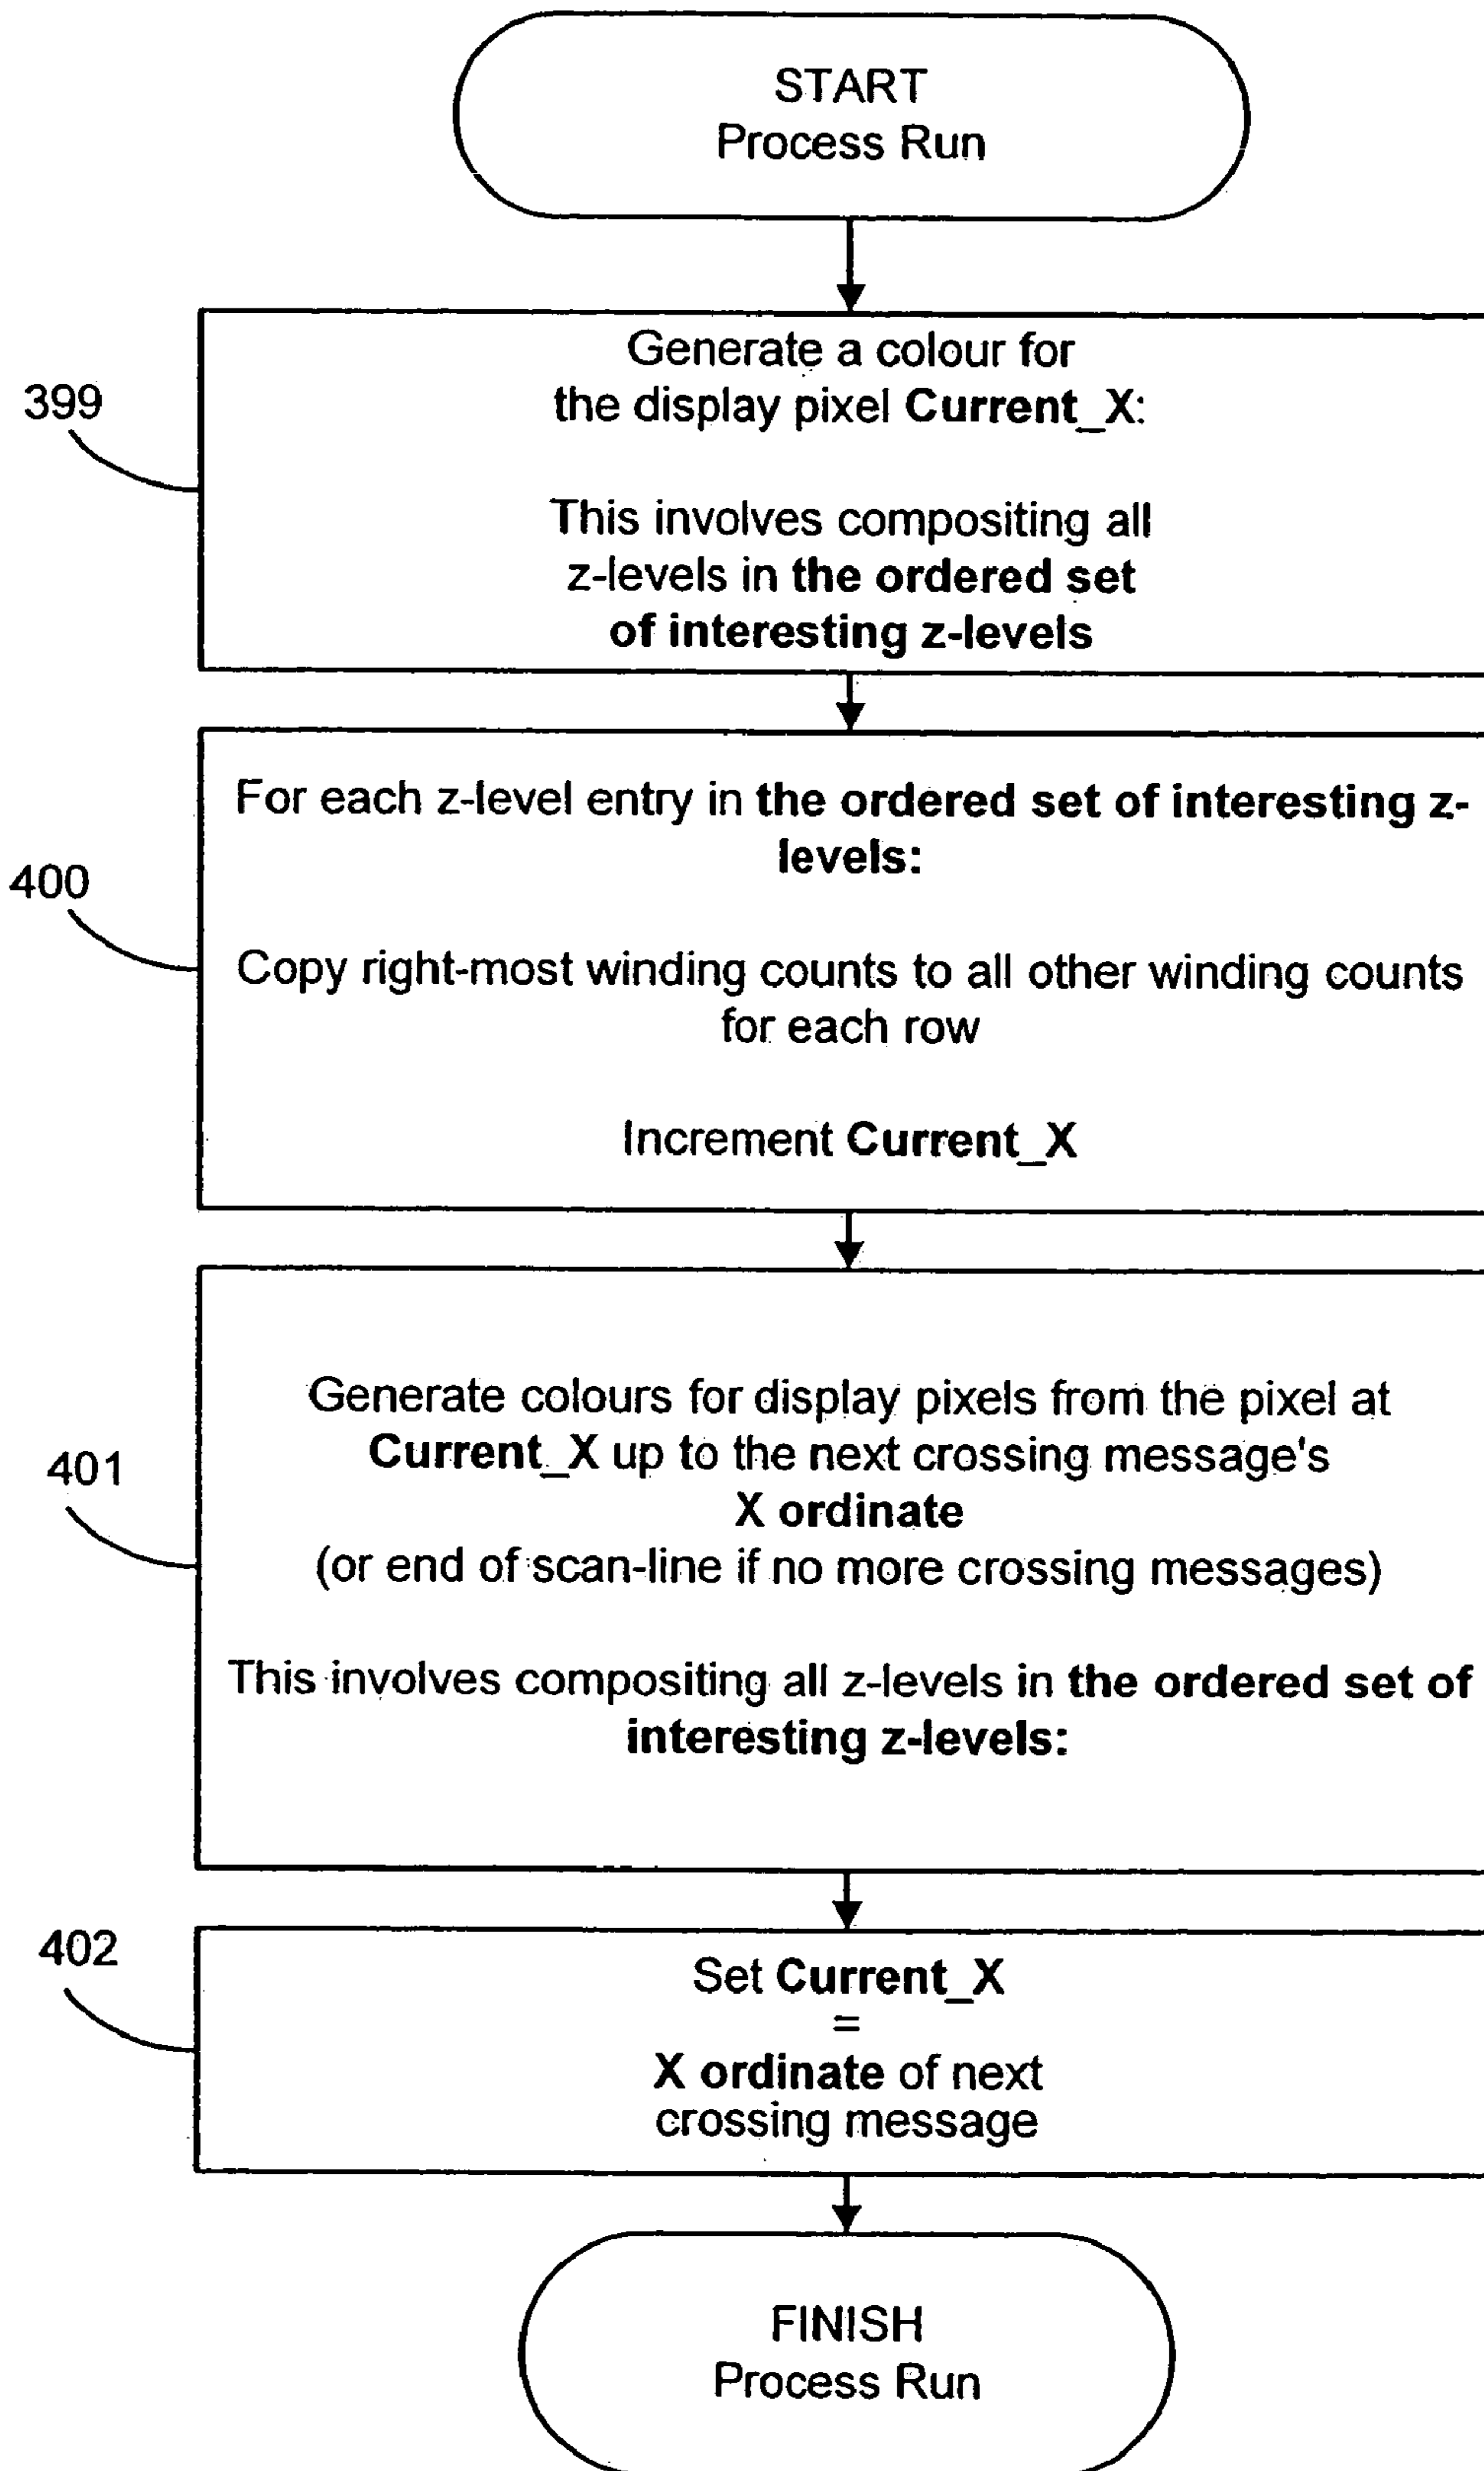 START
Process Run
399
Generate a colour for
the display pixel Current_X:
This involves compositing all
z-levels in the ordered set
of interesting z-levels
400
For each z-level entry in the ordered set of interesting z-
levels:
Copy right-most winding counts to all other winding counts
for each row
Increment Current_X
401
Generate colours for display pixels from the pixel at
Current_X up to the next crossing message's
X ordinate
(or end of scan-line if no more crossing messages)
This involves compositing all z-levels in the ordered set of
interesting z-levels:
402
Set Current_X
=
X ordinate of next
crossing message
FINISH
Process Run